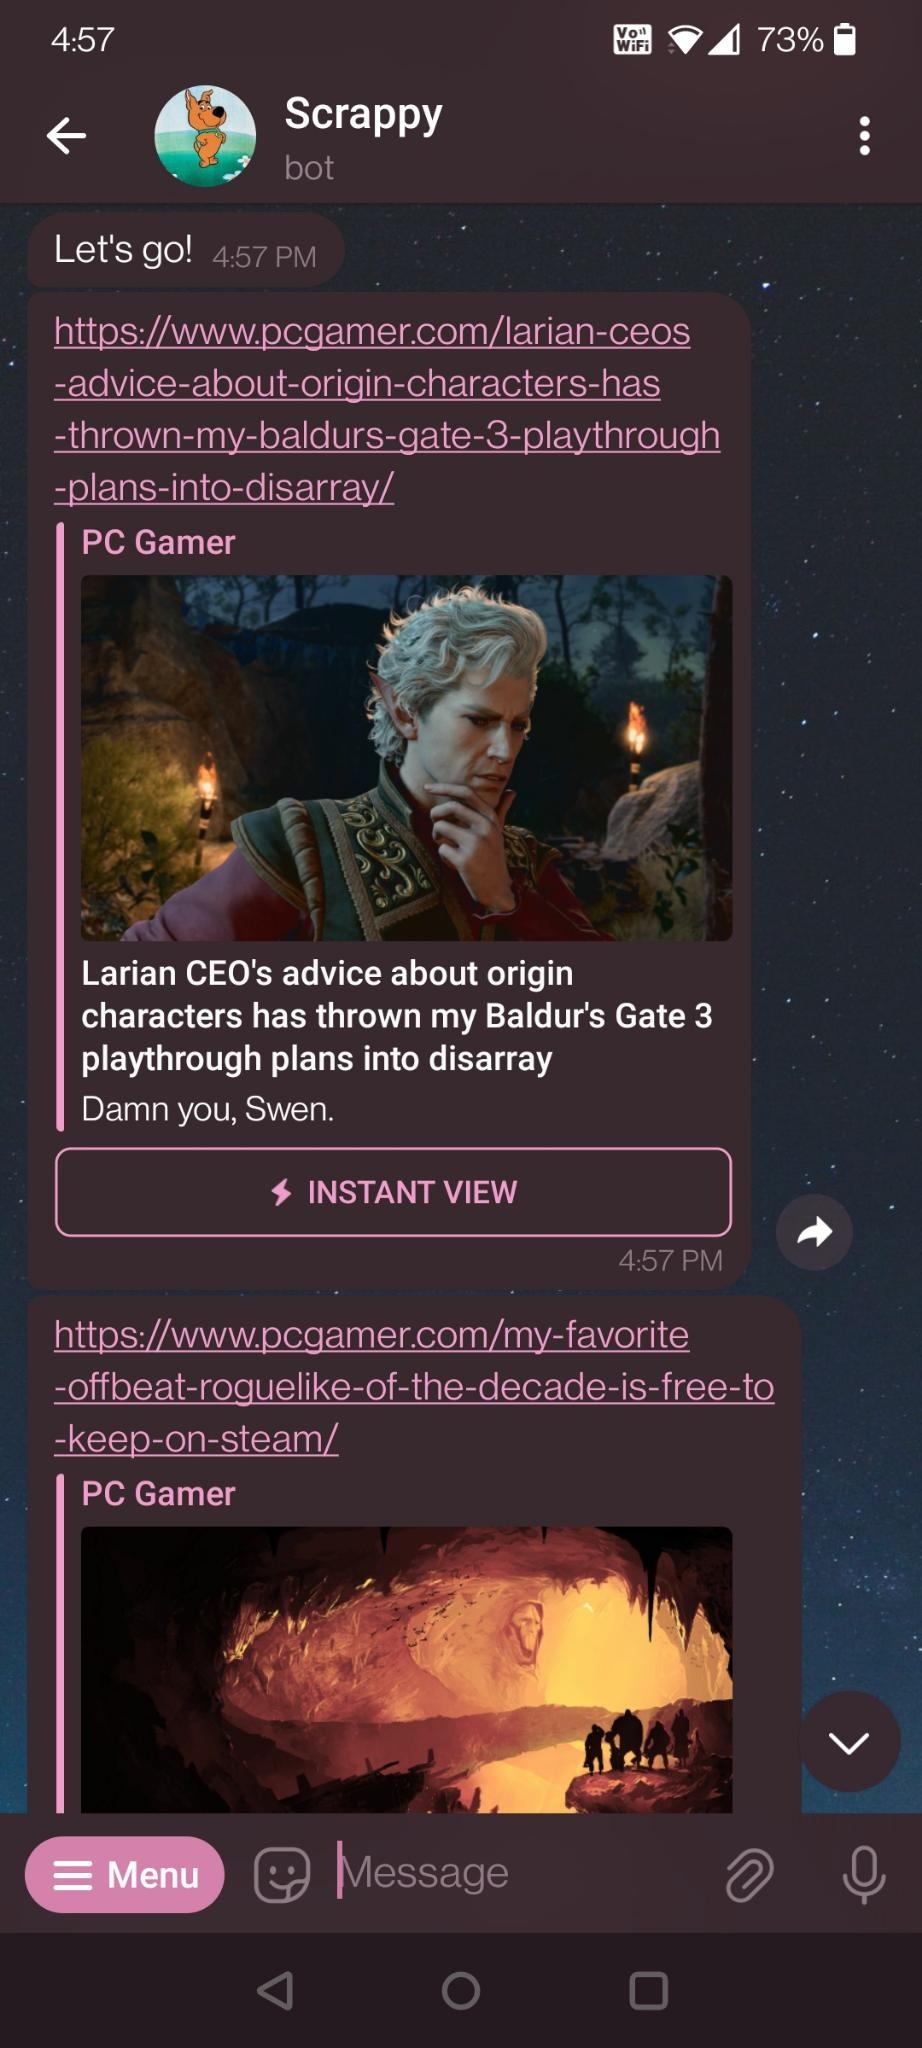 4:57
Vo))
WiFi
73%
Scrappy
bot
Let's go! 4:57 PM
https://www.pcgamer.com/larian-ceos
-advice-about-origin-characters-has
-thrown-my-baldurs-gate-3-playthrough
-plans-into-disarray/
PC Gamer
Larian CEO's advice about origin
characters has thrown my Baldur's Gate 3
playthrough plans into disarray
Damn you, Swen.
INSTANT VIEW
4:57 PM
https://www.pcgamer.com/my-favorite
-offbeat-roguelike-of-the-decade-is-free-to
-keep-on-steam/
PC Gamer
Menu
Message